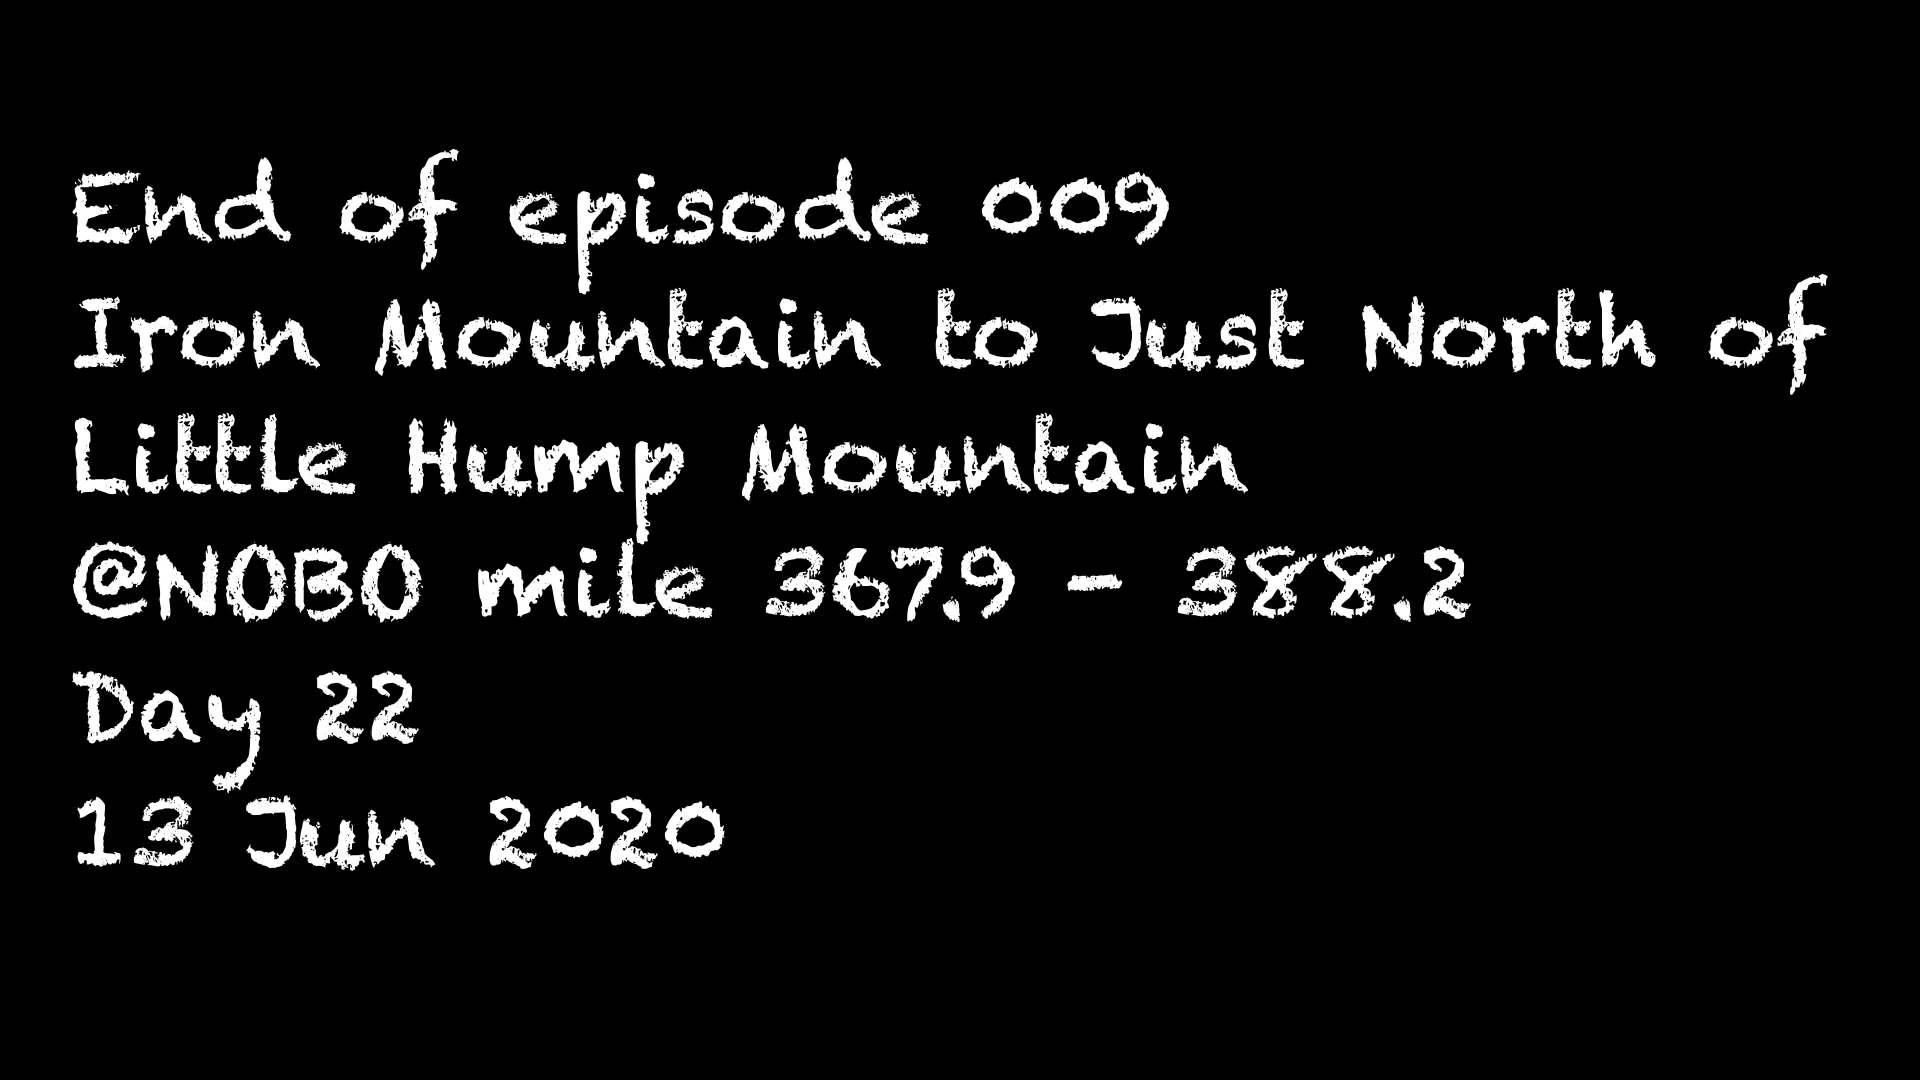 End of episode 009
Iron Mountain to Just North of
Little Hump Mountain
@NOBO mile 367.9 - 388.2
Day 22
13 Jun 2020